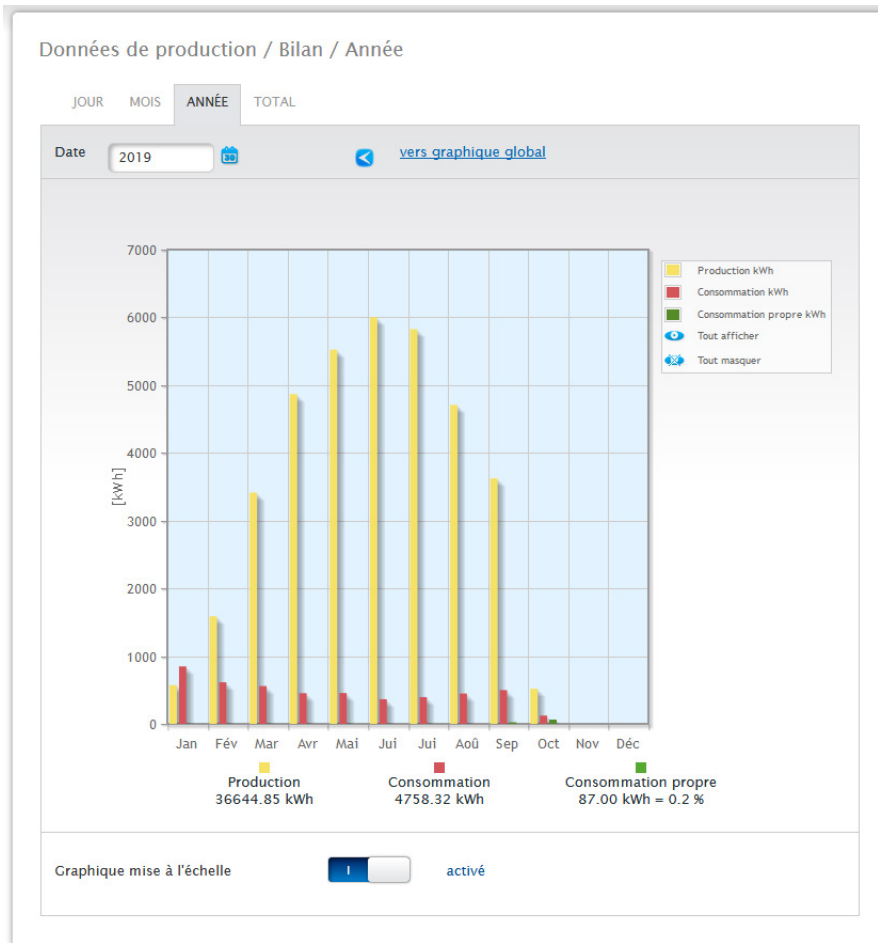 Données de production / Bilan / Année
JOUR MOIS ANNÉE TOTAL
Date 2019 30 vers graphique global
7000
6000
5000
4000
3000
2000
1000
0
[kWh]
Jan Fév Mar Avr Mai Jui Jui Aoû Sep Oct Nov Déc
Production kWh
Consommation kWh
Consommation propre kWh
Tout afficher
Tout masquer
Production Consommation Consommation propre
36644.85 kWh 4758.32 kWh 87.00 kWh = 0.2 %
Graphique mise à l'échelle I activé